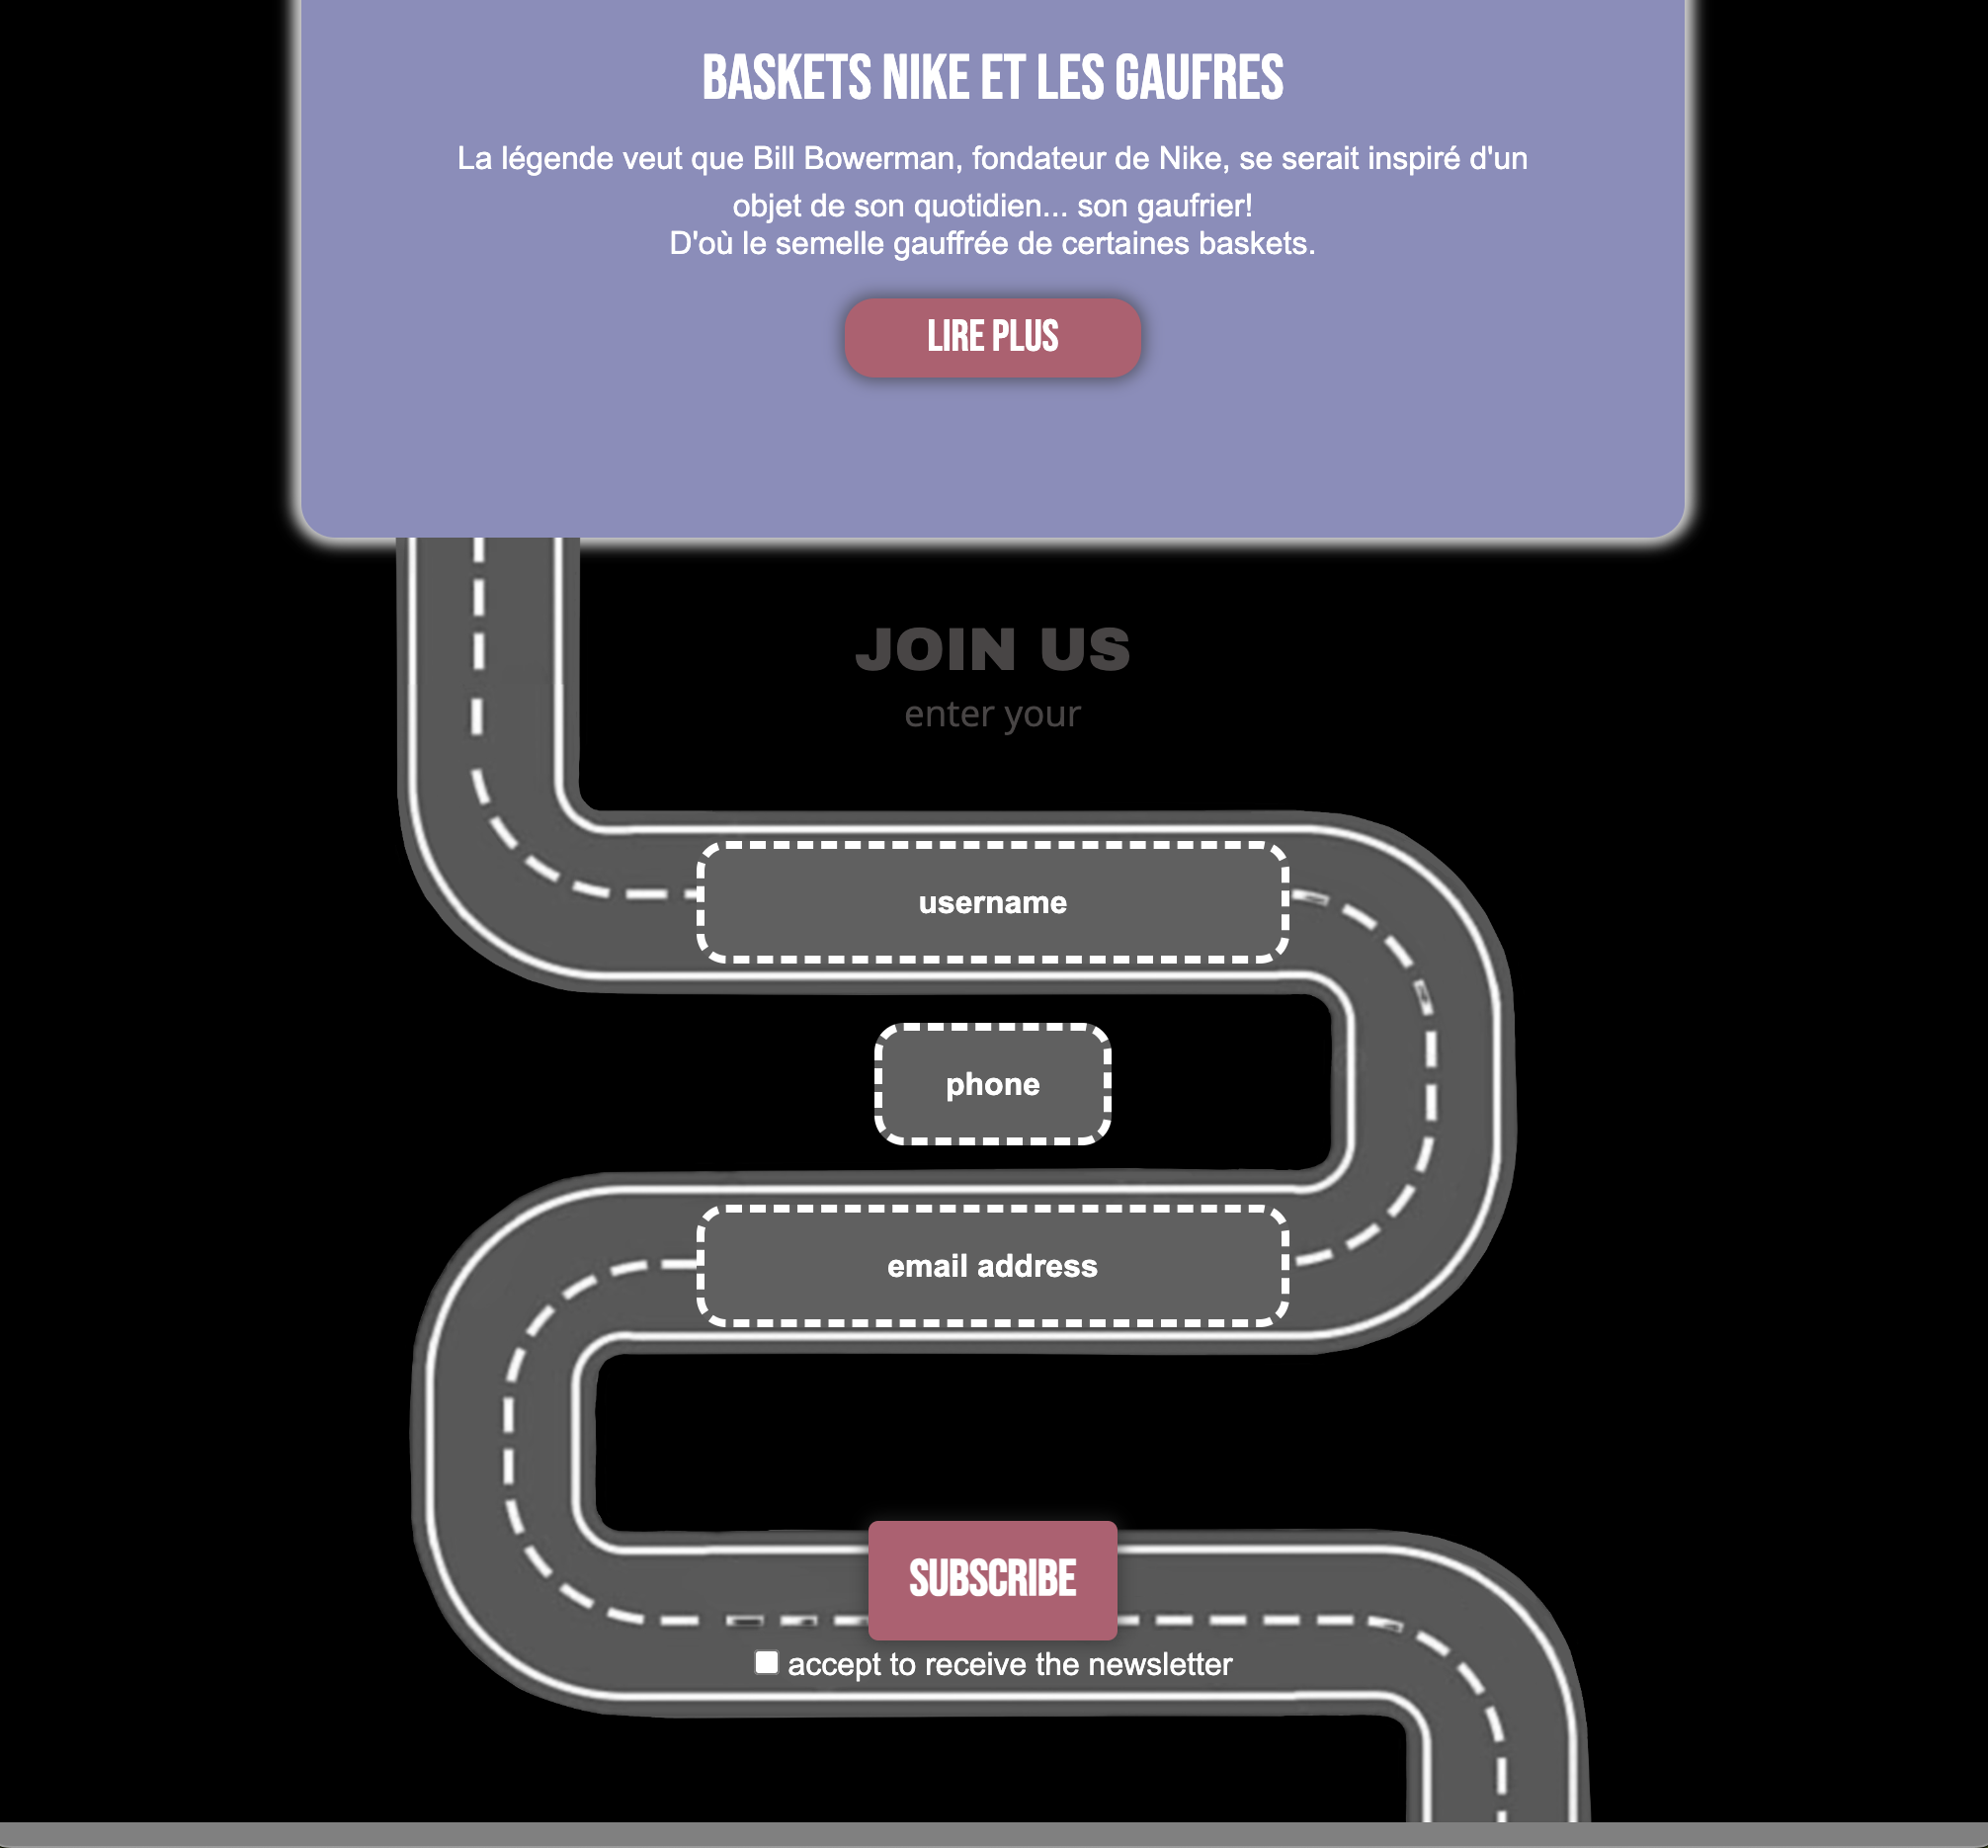 BASKETS NIKE ET LES GAUFRES
La légende veut que Bill Bowerman, fondateur de Nike, se serait inspiré d'un
objet de son quotidien... son gaufrier!
D'où le semelle gauffrée de certaines baskets.
LIRE PLUS
JOIN US
enter your
username
phone
email address
SUBSCRIBE
accept to receive the newsletter